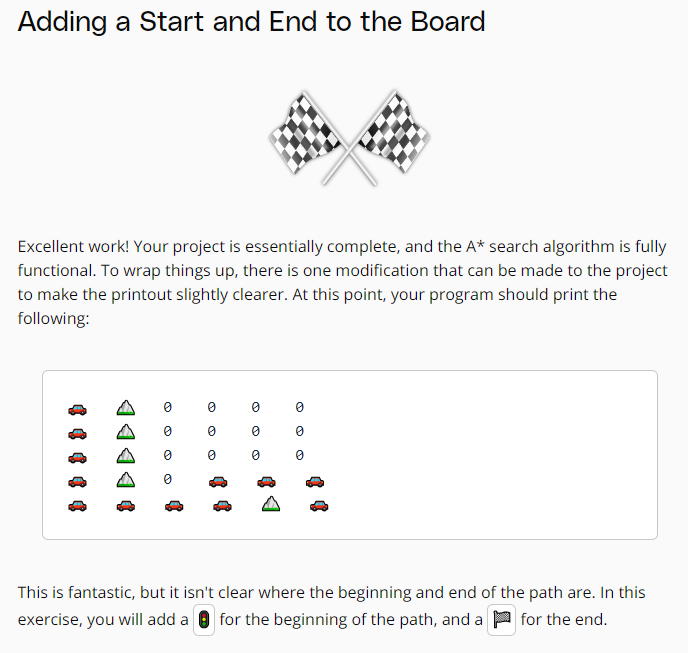 Adding a Start and End to the Board
Excellent work! Your project is essentially complete, and the A* search algorithm is fully
functional. To wrap things up, there is one modification that can be made to the project
to make the printout slightly clearer. At this point, your program should print the
following:
🚗 ⛰️ 0 0 0 0
🚗 ⛰️ 0 0 0 0
🚗 ⛰️ 0 0 0 0
🚗 ⛰️ 0 🚗 🚗 🚗
🚗 🚗 🚗 🚗 ⛰️ 🚗
This is fantastic, but it isn't clear where the beginning and end of the path are. In this
exercise, you will add a 🚦 for the beginning of the path, and a 🏁 for the end.